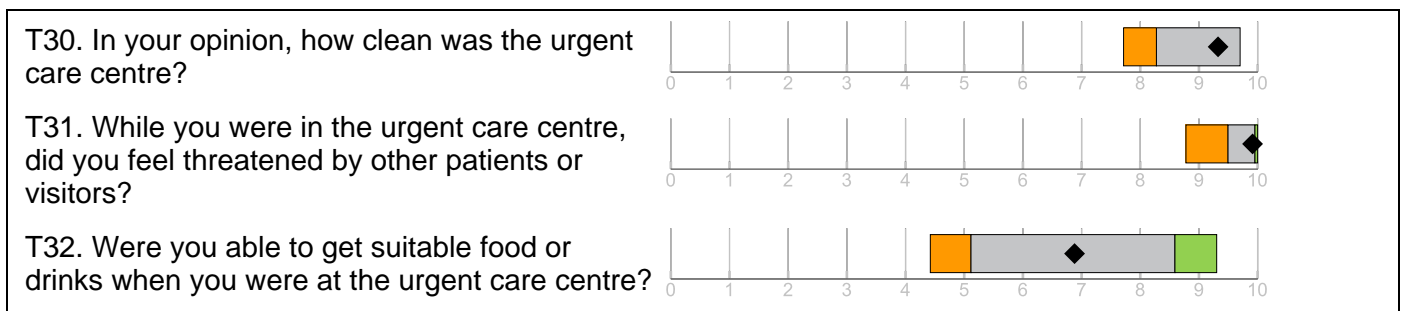 T30. In your opinion, how clean was the urgent
care centre?
0 1 2 3 4 5 6 7 8 9 10
T31. While you were in the urgent care centre,
did you feel threatened by other patients or
visitors?
0 1 2 3 4 5 6 7 8 9 10
T32. Were you able to get suitable food or
drinks when you were at the urgent care centre?
0 1 2 3 4 5 6 7 8 9 10